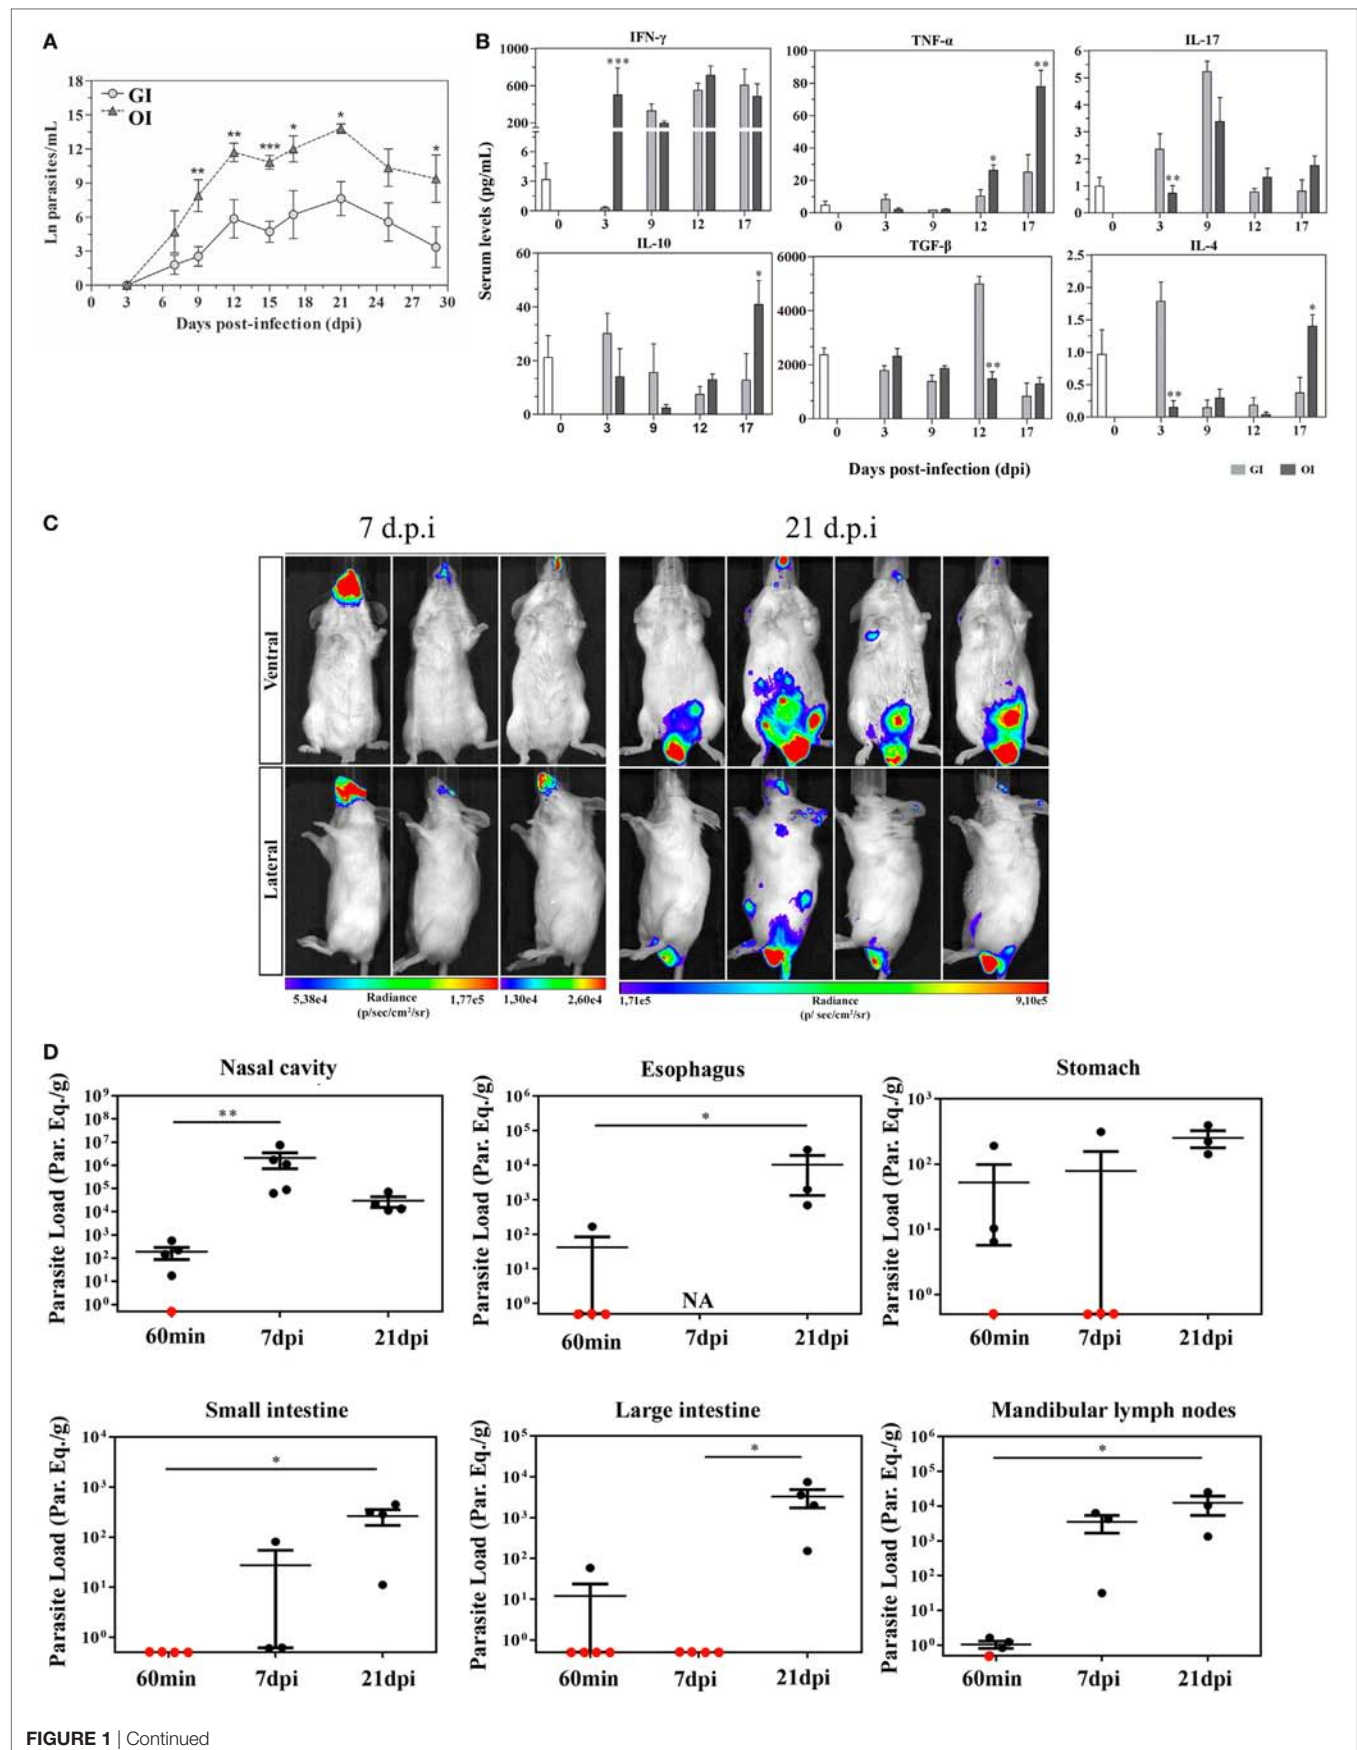 A
18
15
12
9
6
3
0
Ln parasites/mL
GI
OI
**
**
***
*
*
*
0 3 6 9 12 15 18 21 24 27 30
Days post-infection (dpi)
B
Serum levels (pg/mL)
IFN-γ
1000
600
200
6
3
0
***
0 3 9 12 17
TNF-α
100
80
60
40
20
0
*
**
0 3 9 12 17
IL-17
6
5
4
3
2
1
0
**
0 3 9 12 17
IL-10
60
40
20
0
*
0 3 9 12 17
TGF-β
6000
4000
2000
0
**
0 3 9 12 17
IL-4
2.5
2.0
1.5
1.0
0.5
0.0
**
*
0 3 9 12 17
Days post-infection (dpi)
GI OI
C
7 d.p.i
21 d.p.i
Ventral
Lateral
5,38e4 Radiance 1,77e5
(p/sec/cm²/sr)
1,30e4 2,60e4
1,71e5 Radiance 9,10e5
(p/ sec/cm²/sr)
D
Nasal cavity
Parasite Load (Par. Eq./g)
10⁹
10⁸
10⁷
10⁶
10⁵
10⁴
10³
10²
10¹
10⁰
**
60min 7dpi 21dpi
Esophagus
Parasite Load (Par. Eq./g)
10⁶
10⁵
10⁴
10³
10²
10¹
10⁰
*
NA
60min 7dpi 21dpi
Stomach
Parasite Load (Par. Eq./g)
10³
10²
10¹
10⁰
60min 7dpi 21dpi
Small intestine
Parasite Load (Par. Eq./g)
10⁴
10³
10²
10¹
10⁰
*
60min 7dpi 21dpi
Large intestine
Parasite Load (Par. Eq./g)
10⁵
10⁴
10³
10²
10¹
10⁰
*
60min 7dpi 21dpi
Mandibular lymph nodes
Parasite Load (Par. Eq./g)
10⁶
10⁵
10⁴
10³
10²
10¹
10⁰
*
60min 7dpi 21dpi
FIGURE 1 | Continued